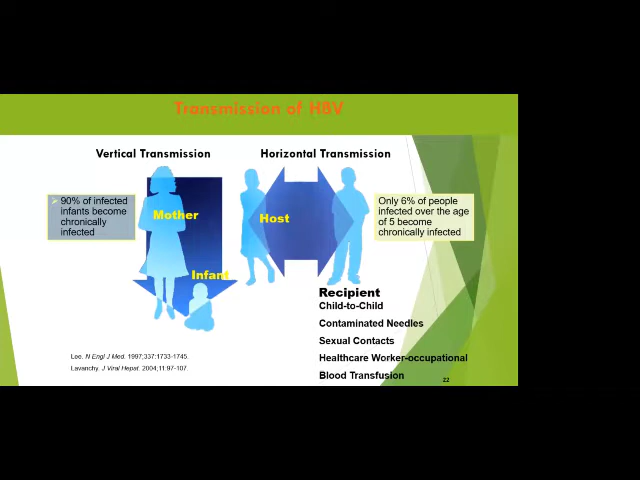 Transmission of HBV
Vertical Transmission
Horizontal Transmission
90% of infected
infants become
chronically
infected
Mother
Infant
Host
Only 6% of people
infected over the age
of 5 become
chronically infected
Recipient
Child-to-Child
Contaminated Needles
Sexual Contacts
Healthcare Worker-occupational
Blood Transfusion
Lee. N Engl J Med. 1997;337:1733-1745.
Lavanchy. J Viral Hepat. 2004;11:97-107.
22